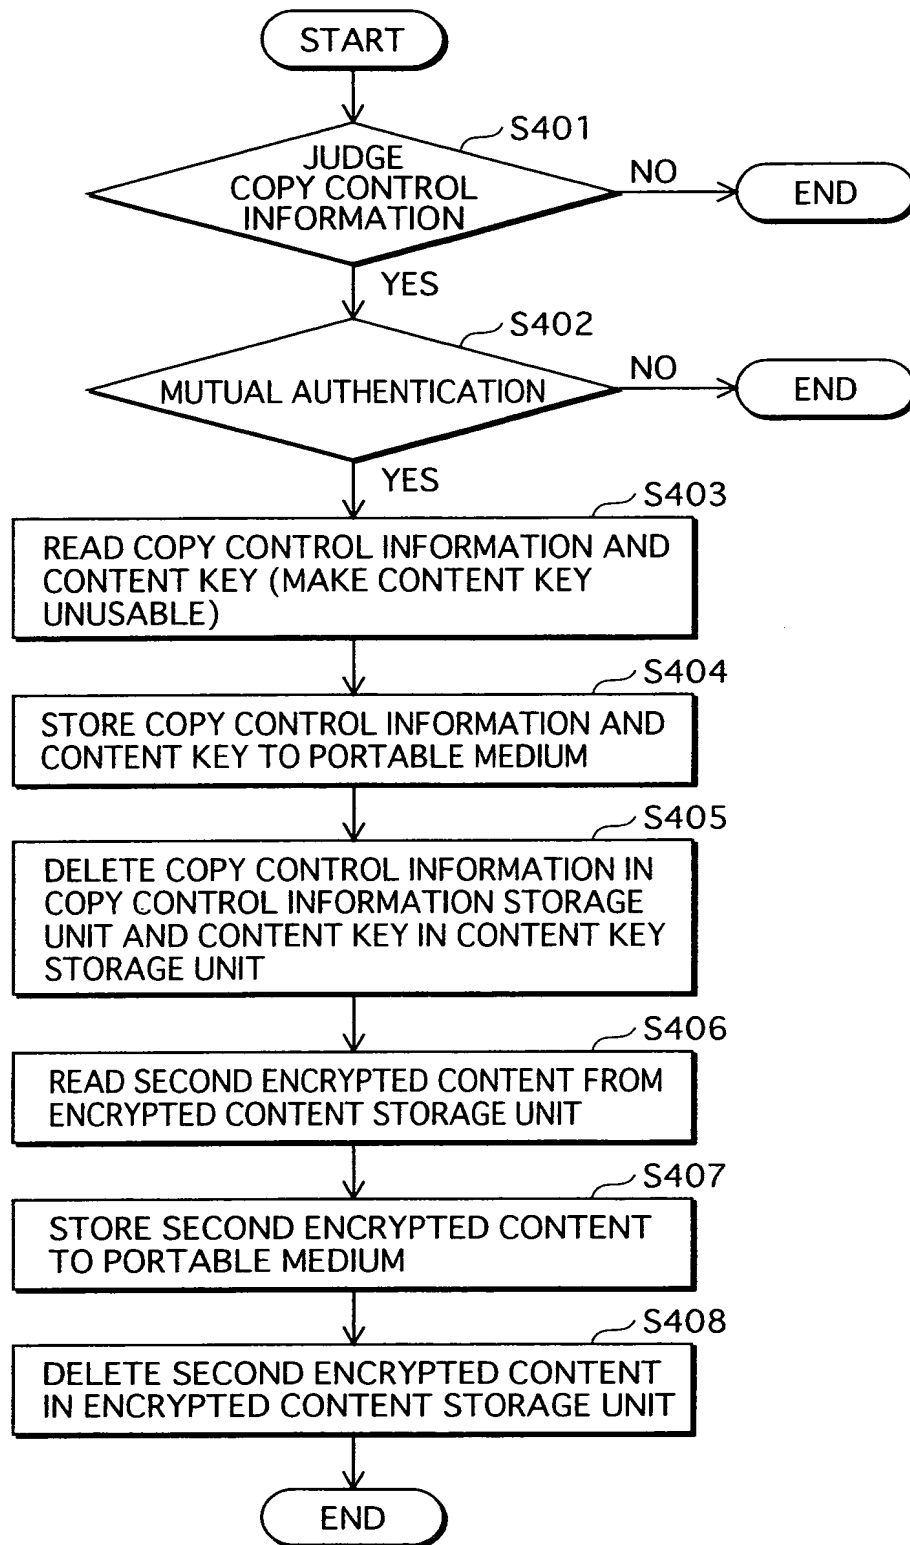 START
S401
JUDGE
COPY CONTROL
INFORMATION
NO
END
YES
S402
MUTUAL AUTHENTICATION
NO
END
YES
S403
READ COPY CONTROL INFORMATION AND
CONTENT KEY (MAKE CONTENT KEY
UNUSABLE)
S404
STORE COPY CONTROL INFORMATION AND
CONTENT KEY TO PORTABLE MEDIUM
S405
DELETE COPY CONTROL INFORMATION IN
COPY CONTROL INFORMATION STORAGE
UNIT AND CONTENT KEY IN CONTENT KEY
STORAGE UNIT
S406
READ SECOND ENCRYPTED CONTENT FROM
ENCRYPTED CONTENT STORAGE UNIT
S407
STORE SECOND ENCRYPTED CONTENT
TO PORTABLE MEDIUM
S408
DELETE SECOND ENCRYPTED CONTENT
IN ENCRYPTED CONTENT STORAGE UNIT
END